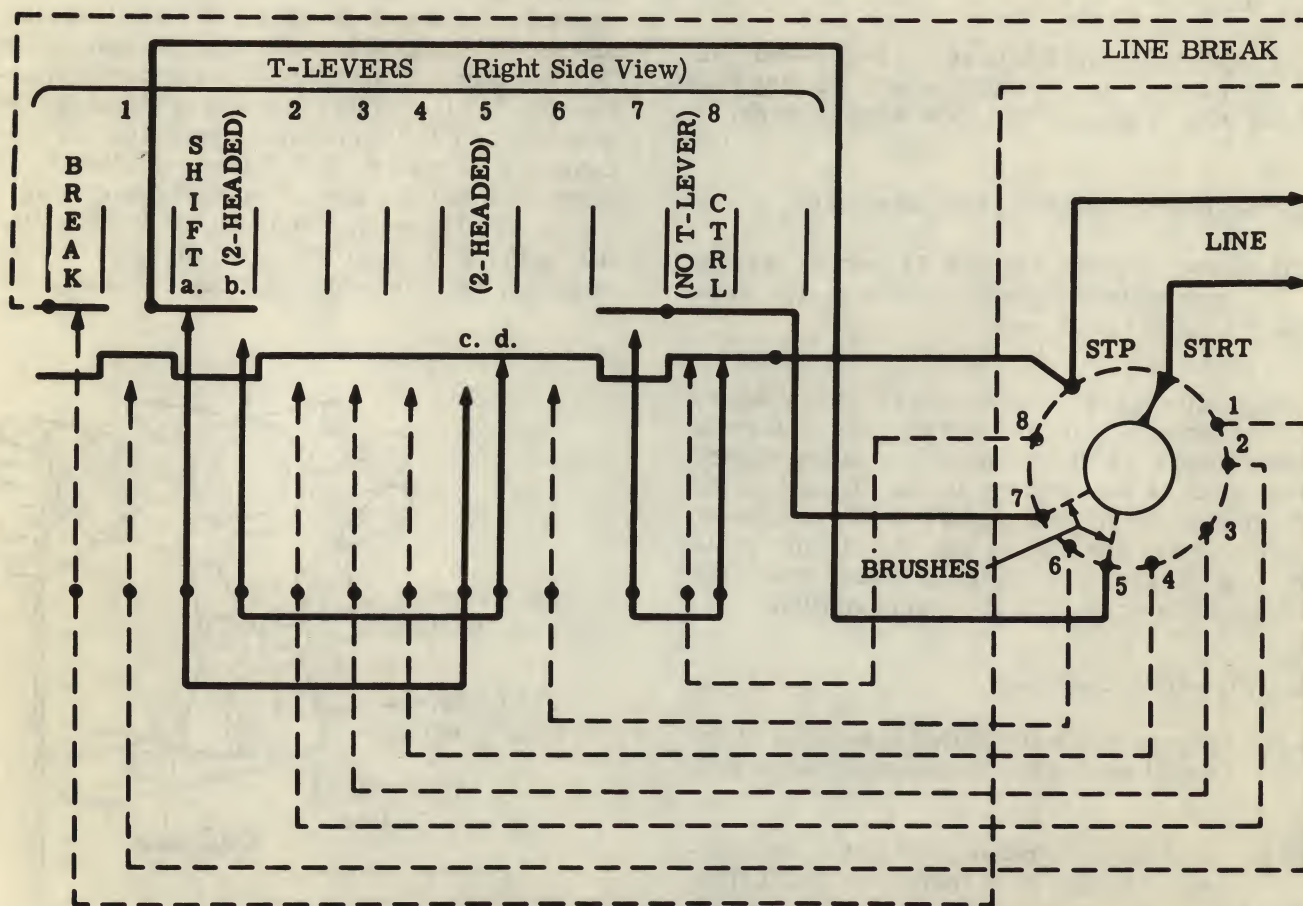 LINE BREAK
T-LEVERS (Right Side View)
1 2 3 4 5 6 7 8
BREAK
SHIFT
a. b.
(2-HEADED)
(2-HEADED)
(NO T-LEVER)
CTRL
LINE
c. d.
STP STRT
1
2
3
4
5
6
7
8
BRUSHES